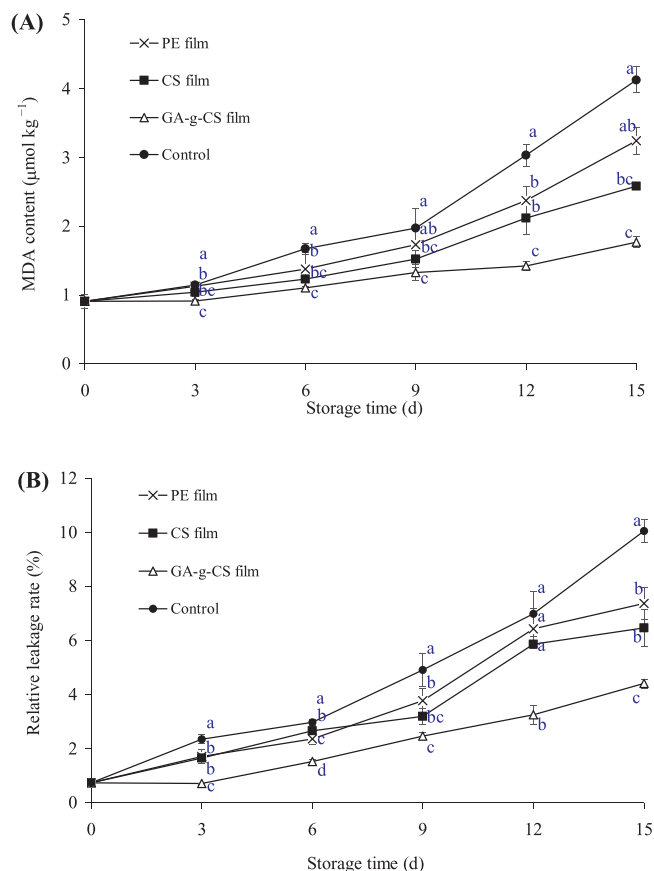 (A)
5
4
3
2
1
0
MDA content (μmol kg −1)
PE film
CS film
GA-g-CS film
Control
a
b
bc
c
a
b
bc
c
a
ab
bc
c
a
b
b
c
a
ab
bc
c
0 3 6 9 12 15
Storage time (d)
(B)
12
10
8
6
4
2
0
Relative leakage rate (%)
PE film
CS film
GA-g-CS film
Control
a
b
b
c
a
b
c
d
a
b
bc
c
a
a
a
b
a
b
b
c
0 3 6 9 12 15
Storage time (d)